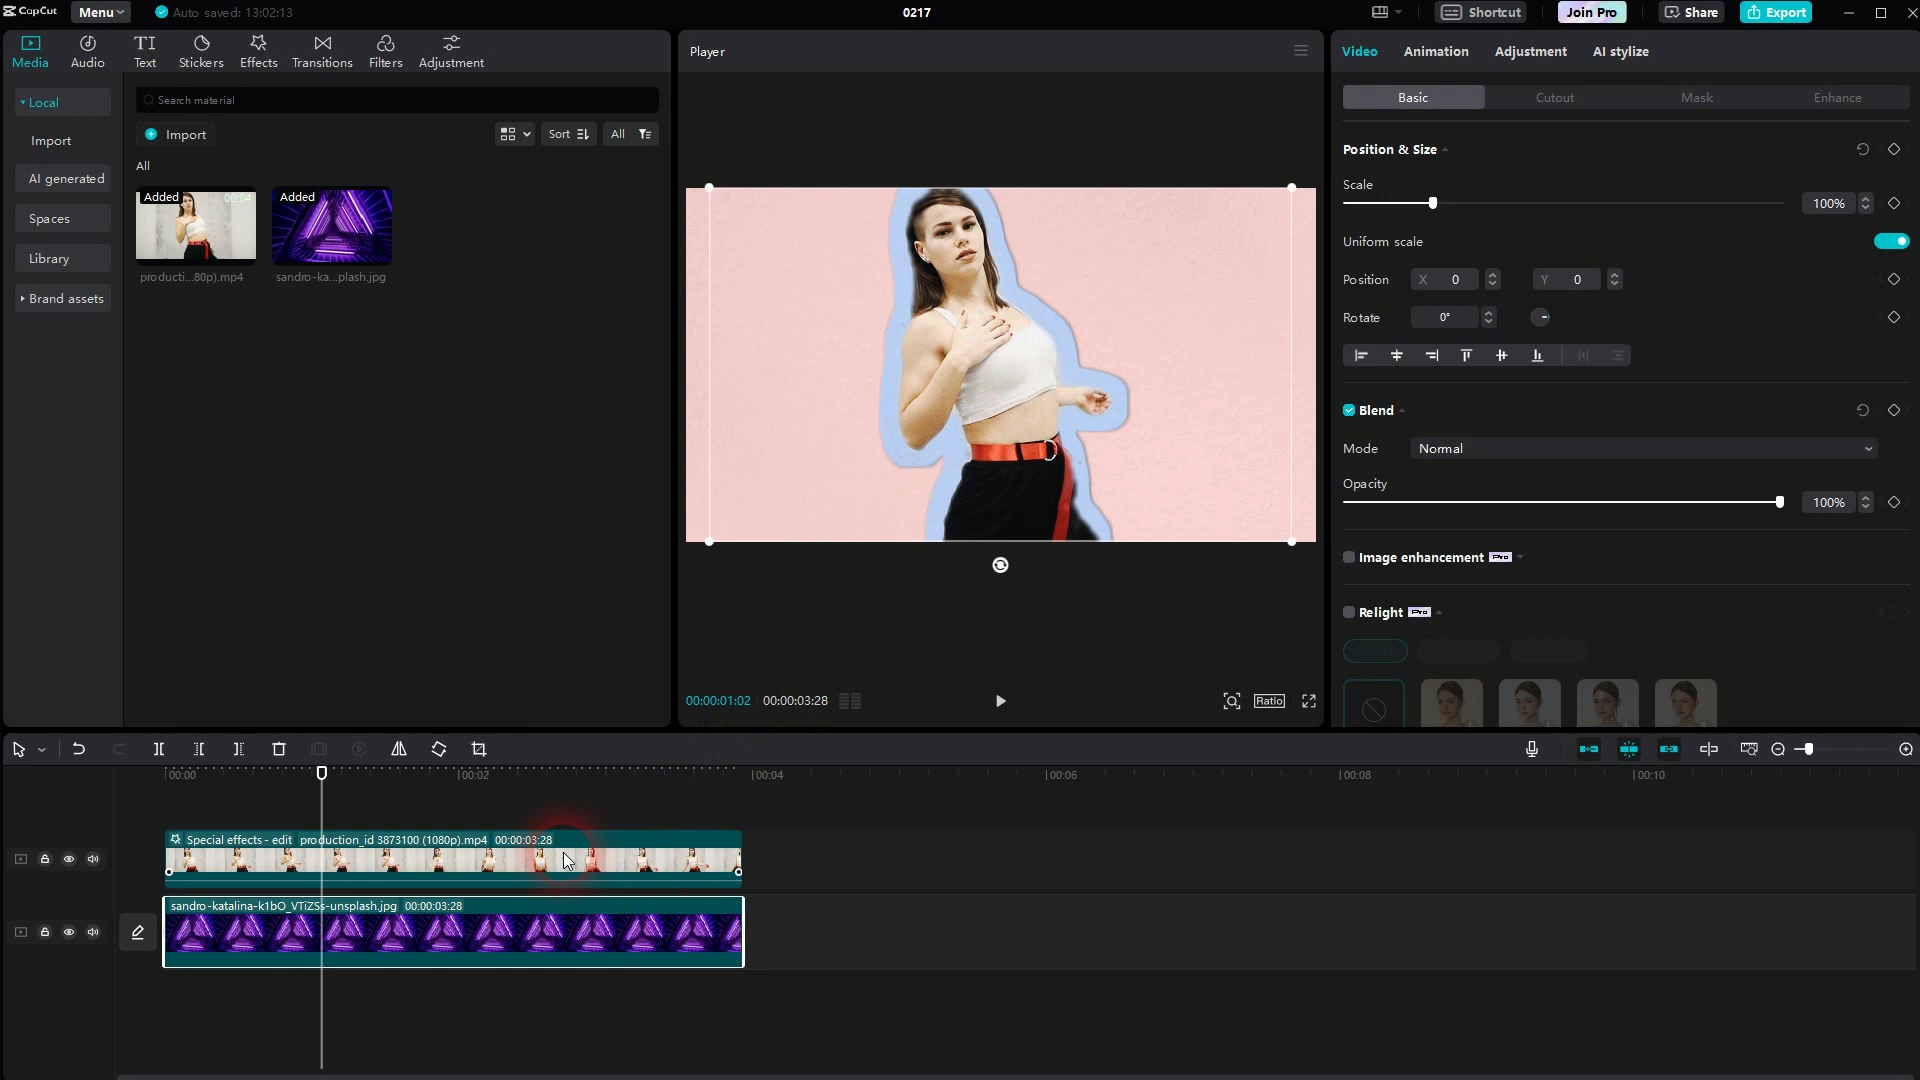 CapCut
Menu
Auto saved: 13:02:13
0217
Shortcut
Join Pro
Share
Export
Media
Audio
TI
Text
Stickers
Effects
Transitions
Filters
Adjustment
Local
Import
AI generated
Spaces
Library
Brand assets
Search material
Import
Sort
All
All
Added
00:04
Added
producti...80p).mp4
sandro-ka...plash.jpg
Player
00:00:01:02
00:00:03:28
Ratio
Video
Animation
Adjustment
AI stylize
Basic
Cutout
Mask
Enhance
Position & Size
Scale
100%
Uniform scale
Position
X
0
Y
0
Rotate
0°
Blend
Mode
Normal
Opacity
100%
Image enhancement
Pro
Relight
Pro
00:00
00:02
00:04
00:06
00:08
00:10
Special effects - edit production_id 3873100 (1080p).mp4 00:00:03:28
sandro-katalina-k1bO_VTiZSs-unsplash.jpg 00:00:03:28